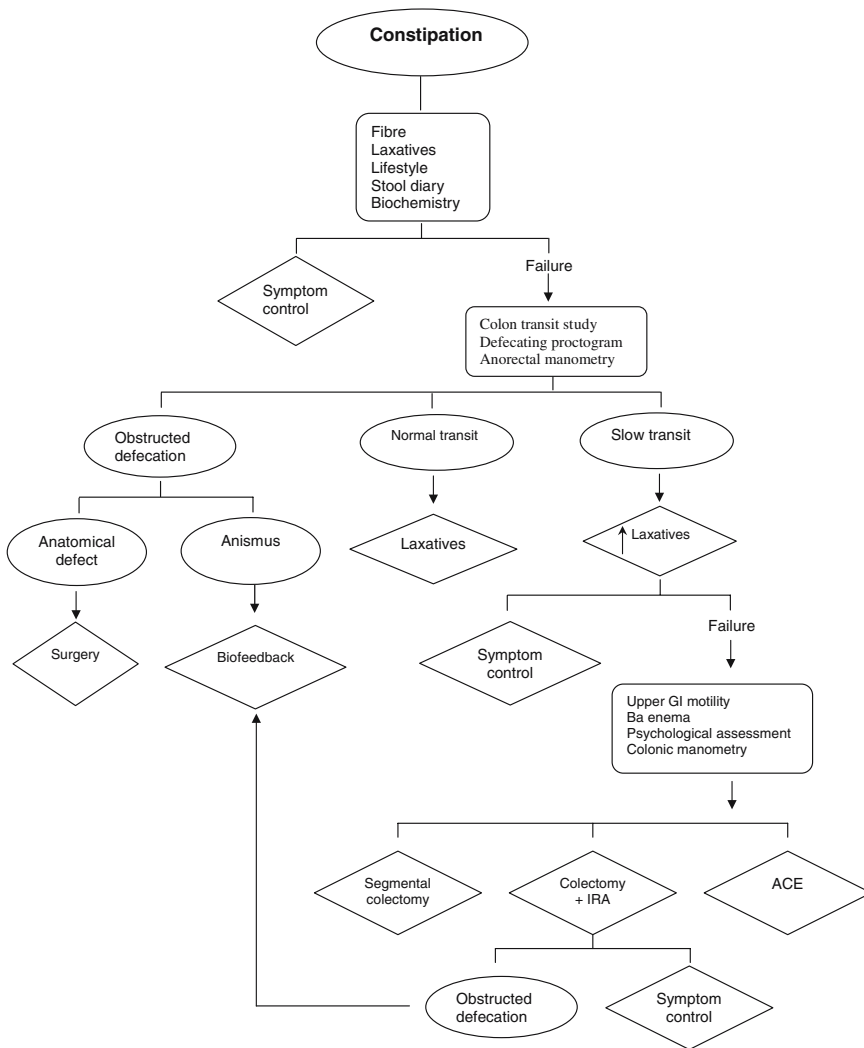 Constipation
Fibre
Laxatives
Lifestyle
Stool diary
Biochemistry
Symptom
control
Failure
Colon transit study
Defecating proctogram
Anorectal manometry
Obstructed
defecation
Normal transit
Slow transit
Anatomical
defect
Anismus
Laxatives
↑ Laxatives
Surgery
Biofeedback
Symptom
control
Failure
Upper GI motility
Ba enema
Psychological assessment
Colonic manometry
Segmental
colectomy
Colectomy
+ IRA
ACE
Obstructed
defecation
Symptom
control